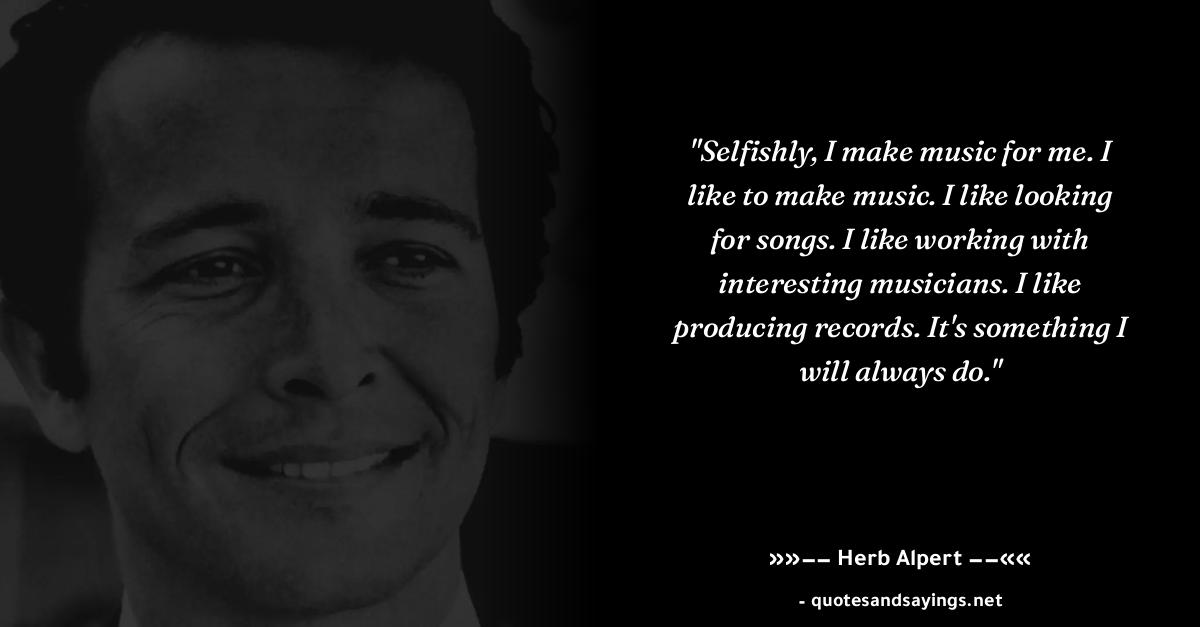 "Selfishly, I make music for me. I
like to make music. I like looking
for songs. I like working with
interesting musicians. I like
producing records. It's something I
will always do."
»»—— Herb Alpert ——««
- quotesandsayings.net